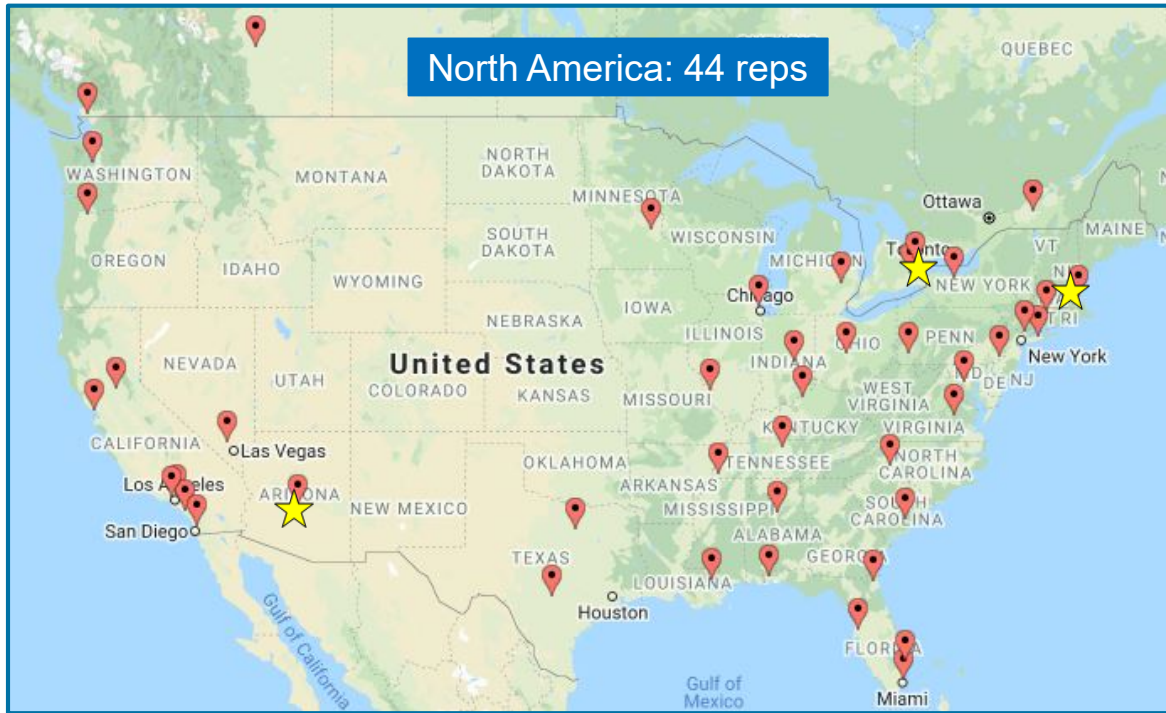 North America: 44 reps
QUEBEC
WASHINGTON
MONTANA
NORTH
DAKOTA
MINNESOTA
Ottawa
MAINE
VT
OREGON
IDAHO
SOUTH
DAKOTA
WISCONSIN
MICHIGAN
Toronto
NEW YORK
WYOMING
IOWA
Chicago
NEBRASKA
ILLINOIS
INDIANA
OHIO
PENN
CT RI
New York
NEVADA
UTAH
United States
COLORADO
KANSAS
MISSOURI
WEST
VIRGINIA
MD
DE
NJ
CALIFORNIA
Las Vegas
KENTUCKY
VIRGINIA
OKLAHOMA
TENNESSEE
NORTH
CAROLINA
Los Angeles
ARIZONA
NEW MEXICO
ARKANSAS
MISSISSIPPI
SOUTH
CAROLINA
San Diego
ALABAMA
TEXAS
GEORGIA
LOUISIANA
Houston
Gulf of California
FLORIDA
Gulf of
Mexico
Miami